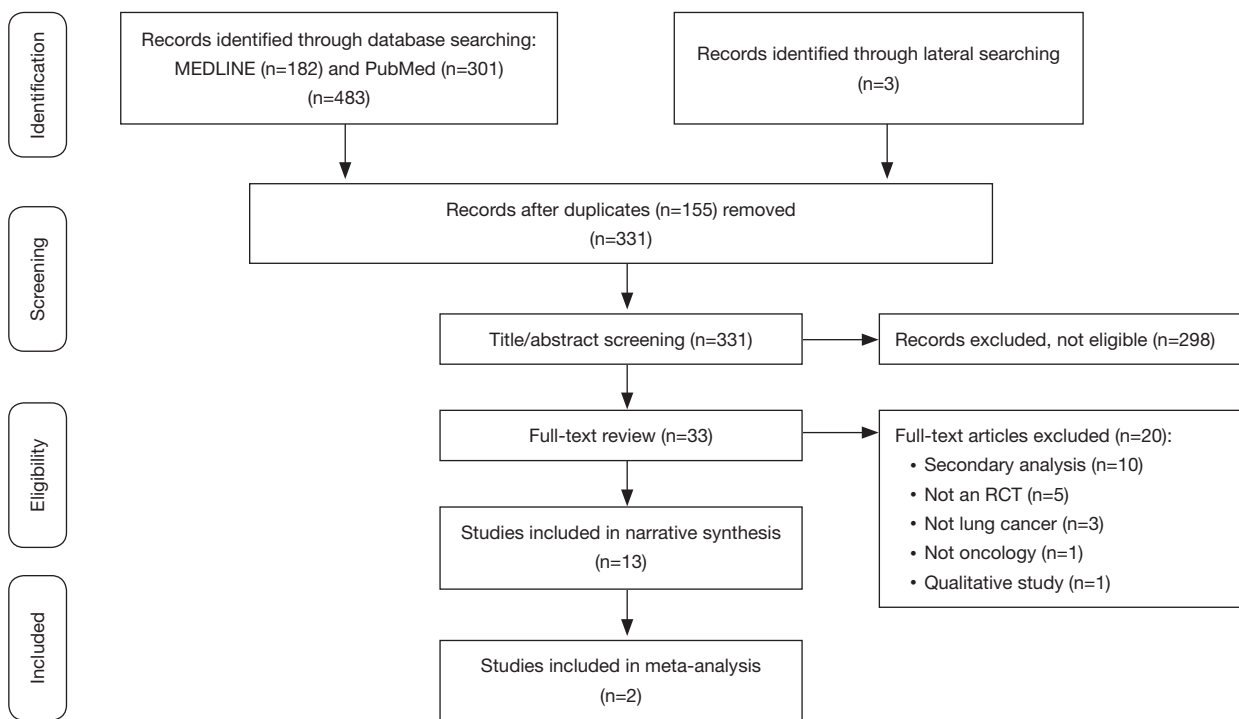 Identification
Records identified through database searching:
MEDLINE (n=182) and PubMed (n=301)
(n=483)
Records identified through lateral searching
(n=3)
Screening
Records after duplicates (n=155) removed
(n=331)
Title/abstract screening (n=331)
Records excluded, not eligible (n=298)
Eligibility
Full-text review (n=33)
Full-text articles excluded (n=20):
• Secondary analysis (n=10)
• Not an RCT (n=5)
• Not lung cancer (n=3)
• Not oncology (n=1)
• Qualitative study (n=1)
Studies included in narrative synthesis
(n=13)
Included
Studies included in meta-analysis
(n=2)